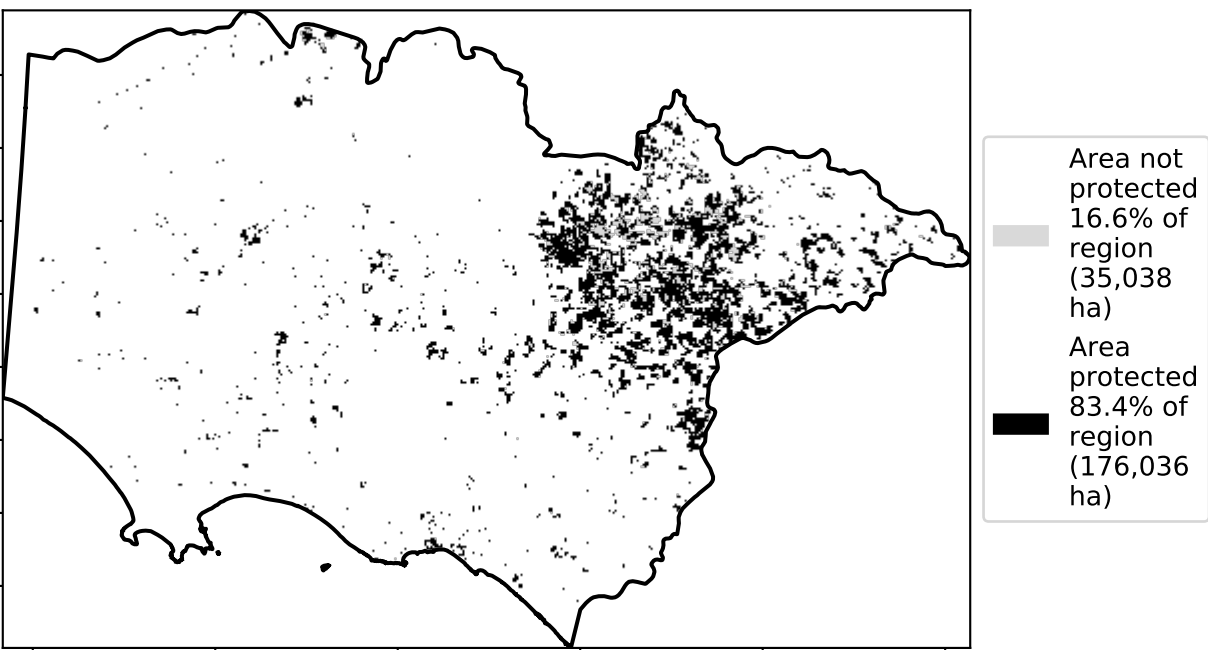 Area not
protected
16.6% of
region
(35,038
ha)
Area
protected
83.4% of
region
(176,036
ha)